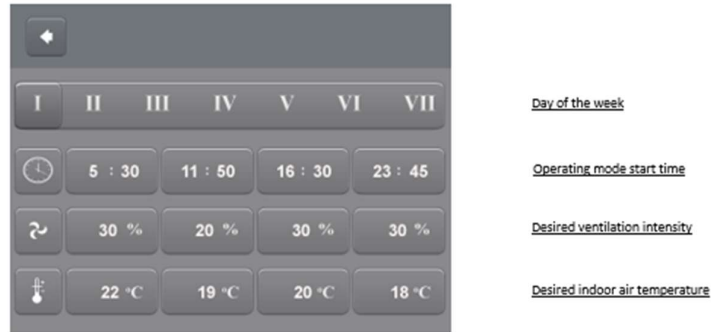 I II III IV V VI VII Day of the week
5 : 30 11 : 50 16 : 30 23 : 45 Operating mode start time
30 % 20 % 30 % 30 % Desired ventilation intensity
22 °C 19 °C 20 °C 18 °C Desired indoor air temperature